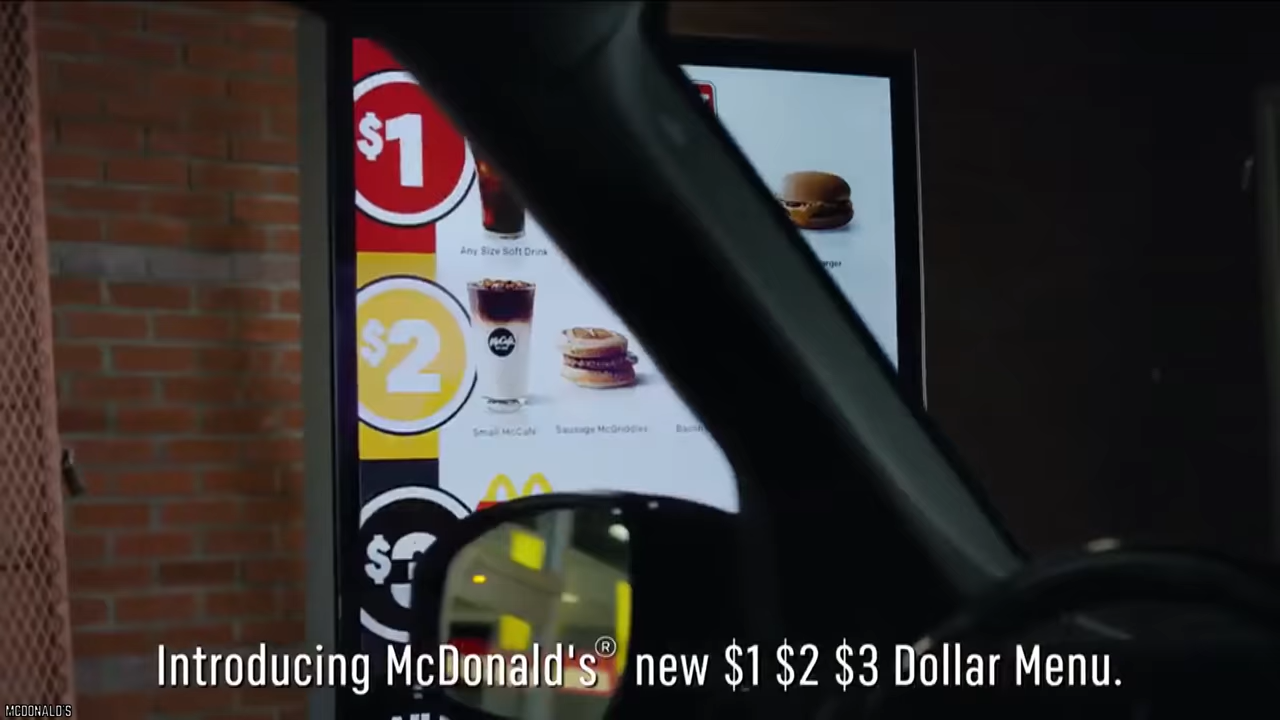 $1
Any Size Soft Drink
$2
McCafé
Small McCafé
Sausage McGriddles
$3
Introducing McDonald's® new $1 $2 $3 Dollar Menu.
MCDONALD'S